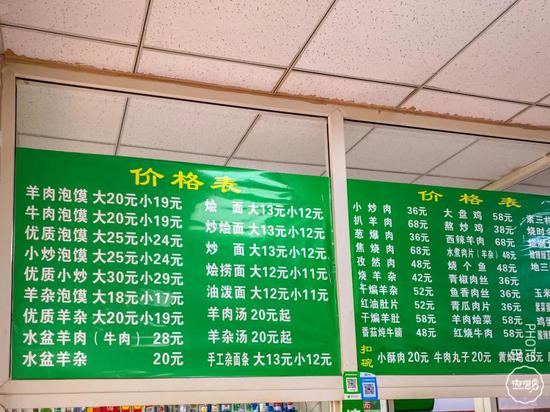 价格表
羊肉泡馍 大20元小19元
牛肉泡馍 大20元小19元
优质泡馍 大25元小24元
小炒泡馍 大25元小24元
优质小炒 大30元小29元
羊杂泡馍 大18元小17元
优质羊杂 大20元小19元
水盆羊肉（牛肉） 28元
水盆羊杂 20元
烩 面 大13元小12元
炒烩面 大13元小12元
炒 面 大13元小12元
烩捞面 大12元小11元
油泼面 大12元小11元
羊肉汤 20元起
羊杂汤 20元起
手工杂面条 大13元小12元
价格表
小炒肉 36元
扒羊肉 68元
葱爆肉 36元
焦烧肉 38元
孜然肉 48元
烧羊杂 36元
干煸羊杂 36元
红油肚片 52元
干煸羊肚 58元
番茄炖牛腩 48元
大盘鸡 58元
熬炒鸡 58元
西辣羊肉 68元
水煮肉片（羊杂）48元
烧个鱼 48元
青椒肉丝 36元
鱼香肉丝 36元
青瓜肉片 36元
羊肉烩菜 58元
红烧牛肉
扣碗
小酥肉20元 牛肉丸子20元